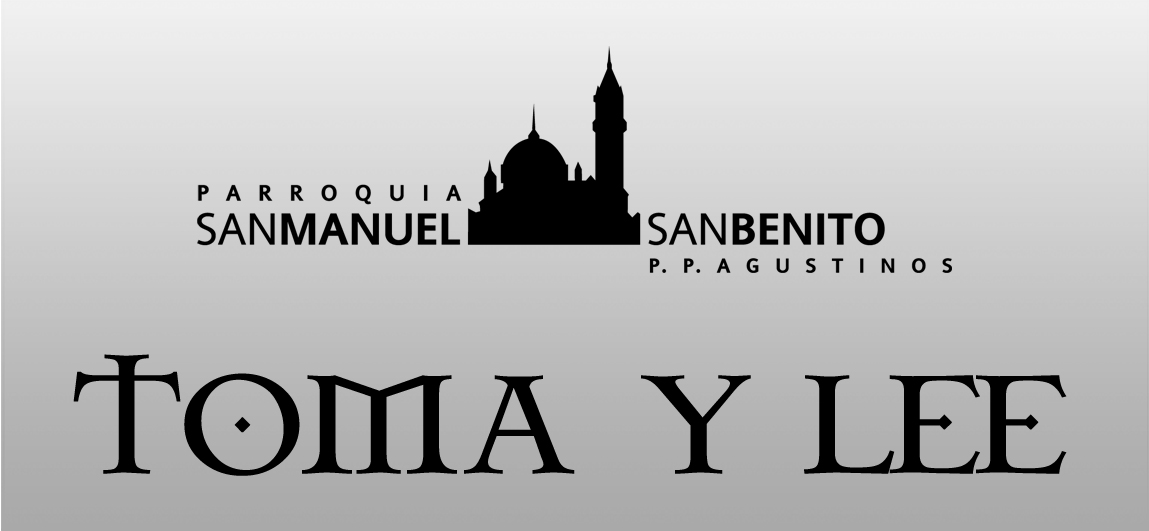 PARROQUIA
SANMANUEL SANBENITO
P. P. AGUSTINOS
TOMA Y LEE